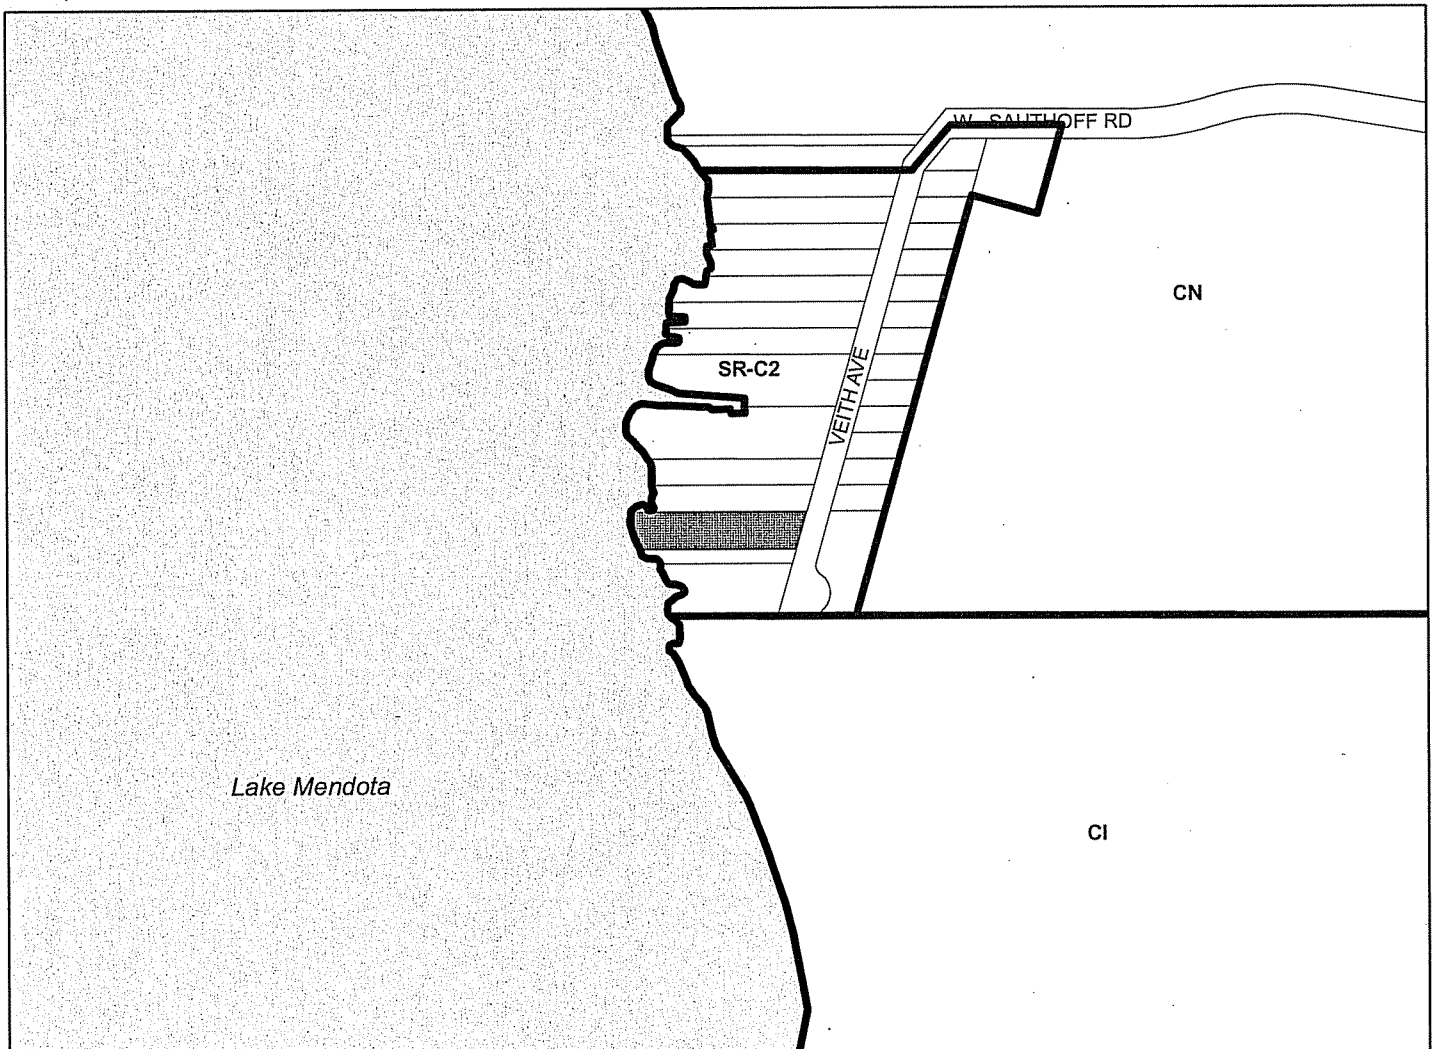 W SAUTHOFF RD
CN
SR-C2
VEITH AVE
Lake Mendota
CI